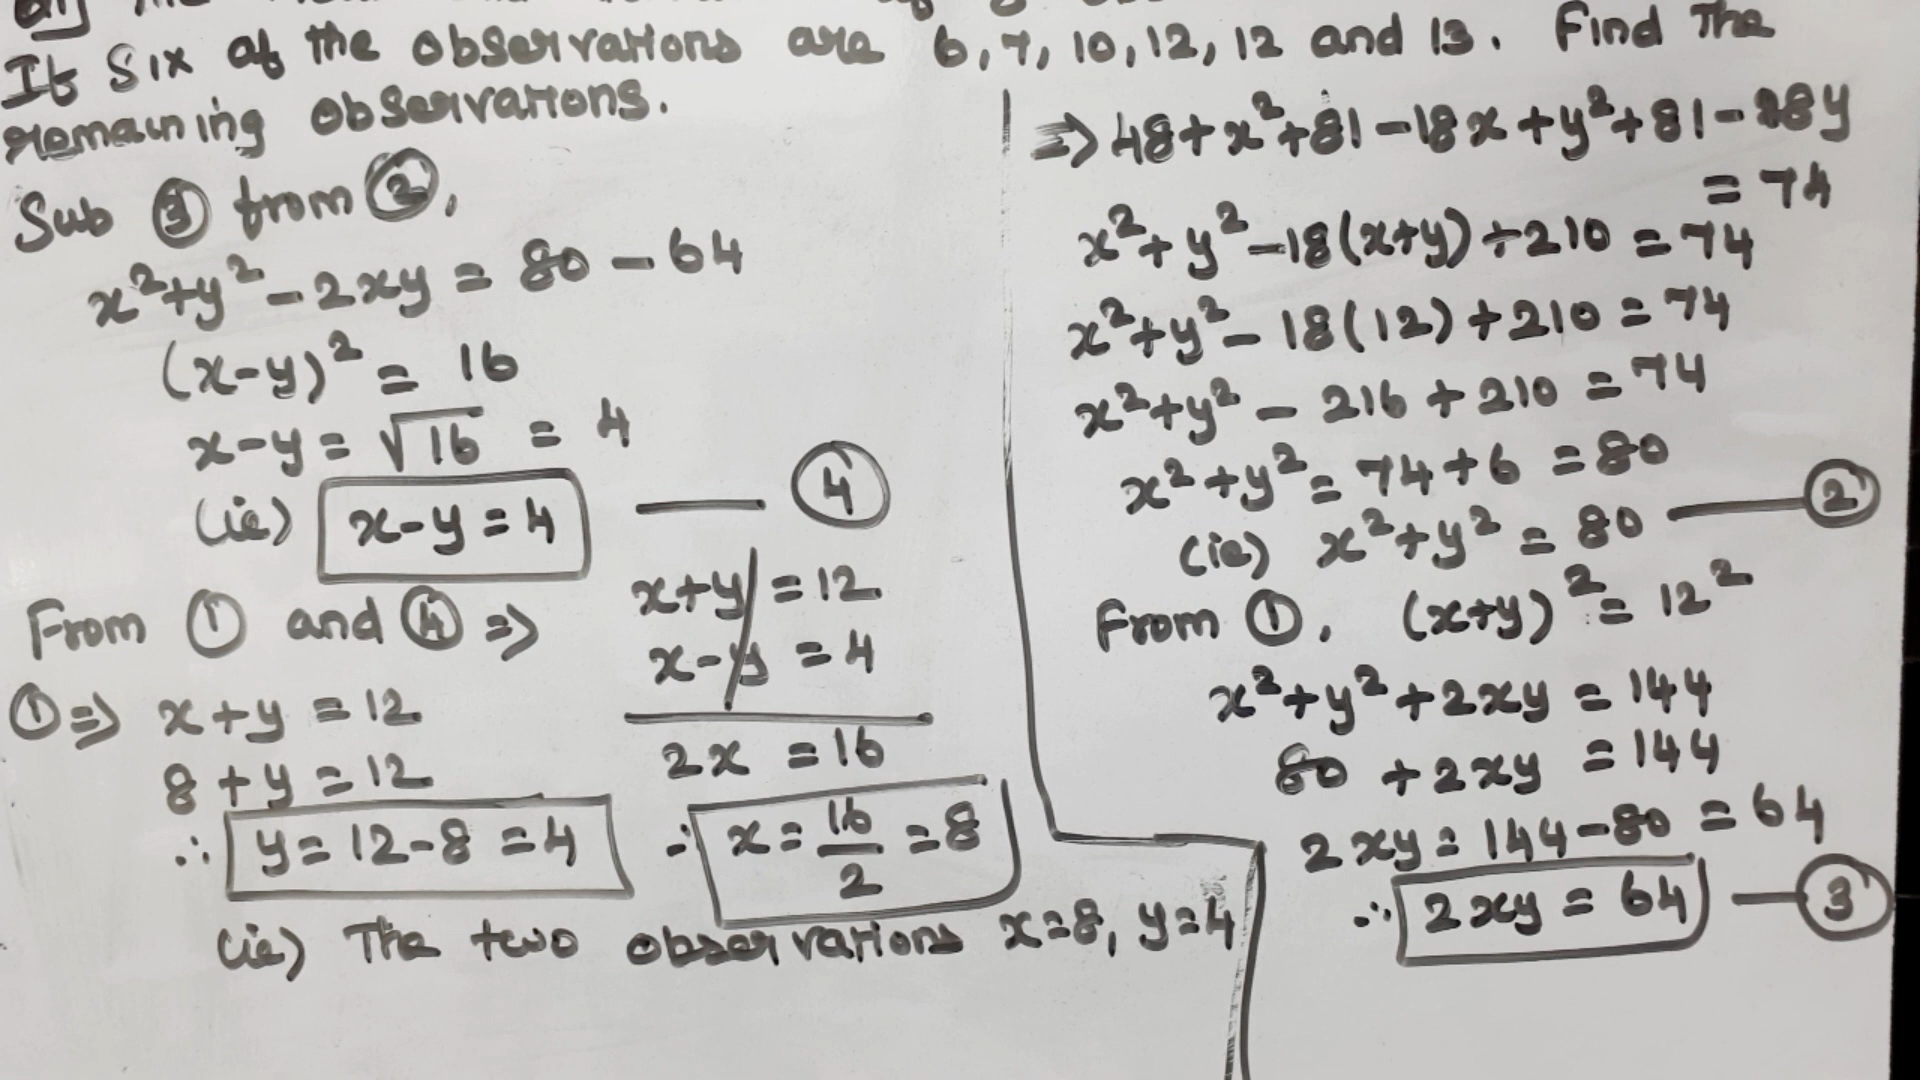 If six of the observations are 6, 7, 10, 12, 12 and 13. Find the
remaining observations.
Sub ③ from ②,
x²+y²-2xy = 80 - 64
(x-y)² = 16
x-y = √16 = 4
(ie) x-y = 4 — ④
From ① and ④ =>
x+y = 12
x-y = 4
2x = 16
∴ x = 16/2 = 8
① => x+y = 12
8+y = 12
∴ y = 12-8 = 4
(ie) The two observations x=8, y=4
=> 48+x²+81-18x+y²+81-18y
= 74
x²+y²-18(x+y)+210 = 74
x²+y²-18(12)+210 = 74
x²+y²-216+210 = 74
x²+y² = 74+6 = 80
(ie) x²+y² = 80 — ②
From ①, (x+y)² = 12²
x²+y²+2xy = 144
80+2xy = 144
2xy = 144-80 = 64
∴ 2xy = 64 — ③